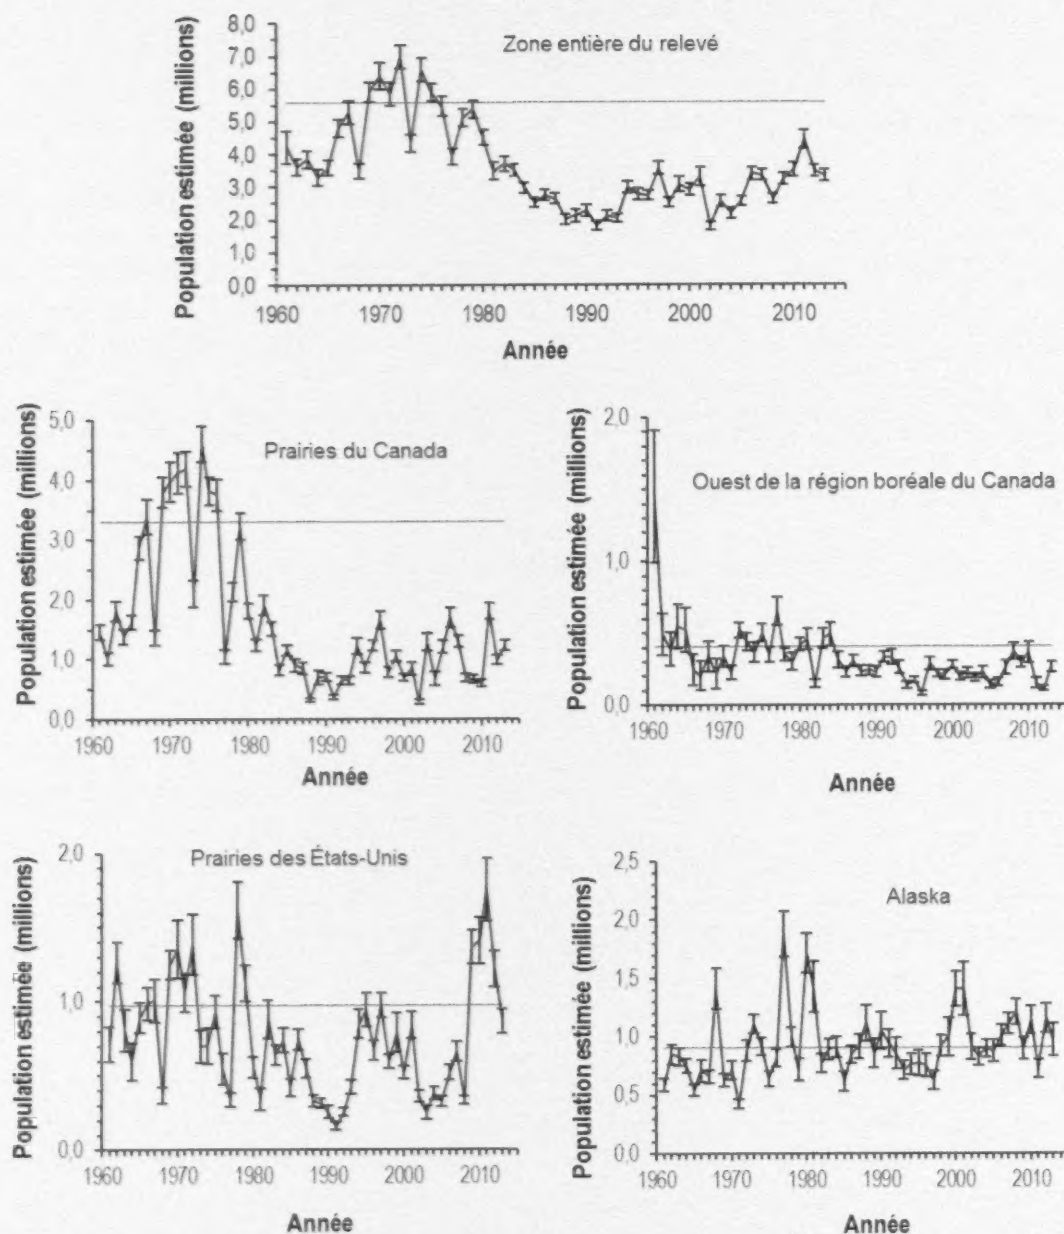 Zone entière du relevé
Population estimée (millions)
8,0
7,0
6,0
5,0
4,0
3,0
2,0
1,0
0,0
1960 1970 1980 1990 2000 2010
Année
Prairies du Canada
Population estimée (millions)
5,0
4,0
3,0
2,0
1,0
0,0
1960 1970 1980 1990 2000 2010
Année
Ouest de la région boréale du Canada
Population estimée (millions)
2,0
1,0
0,0
1960 1970 1980 1990 2000 2010
Année
Prairies des États-Unis
Population estimée (millions)
2,0
1,0
0,0
1960 1970 1980 1990 2000 2010
Année
Alaska
Population estimée (millions)
2,5
2,0
1,5
1,0
0,5
0,0
1960 1970 1980 1990 2000 2010
Année